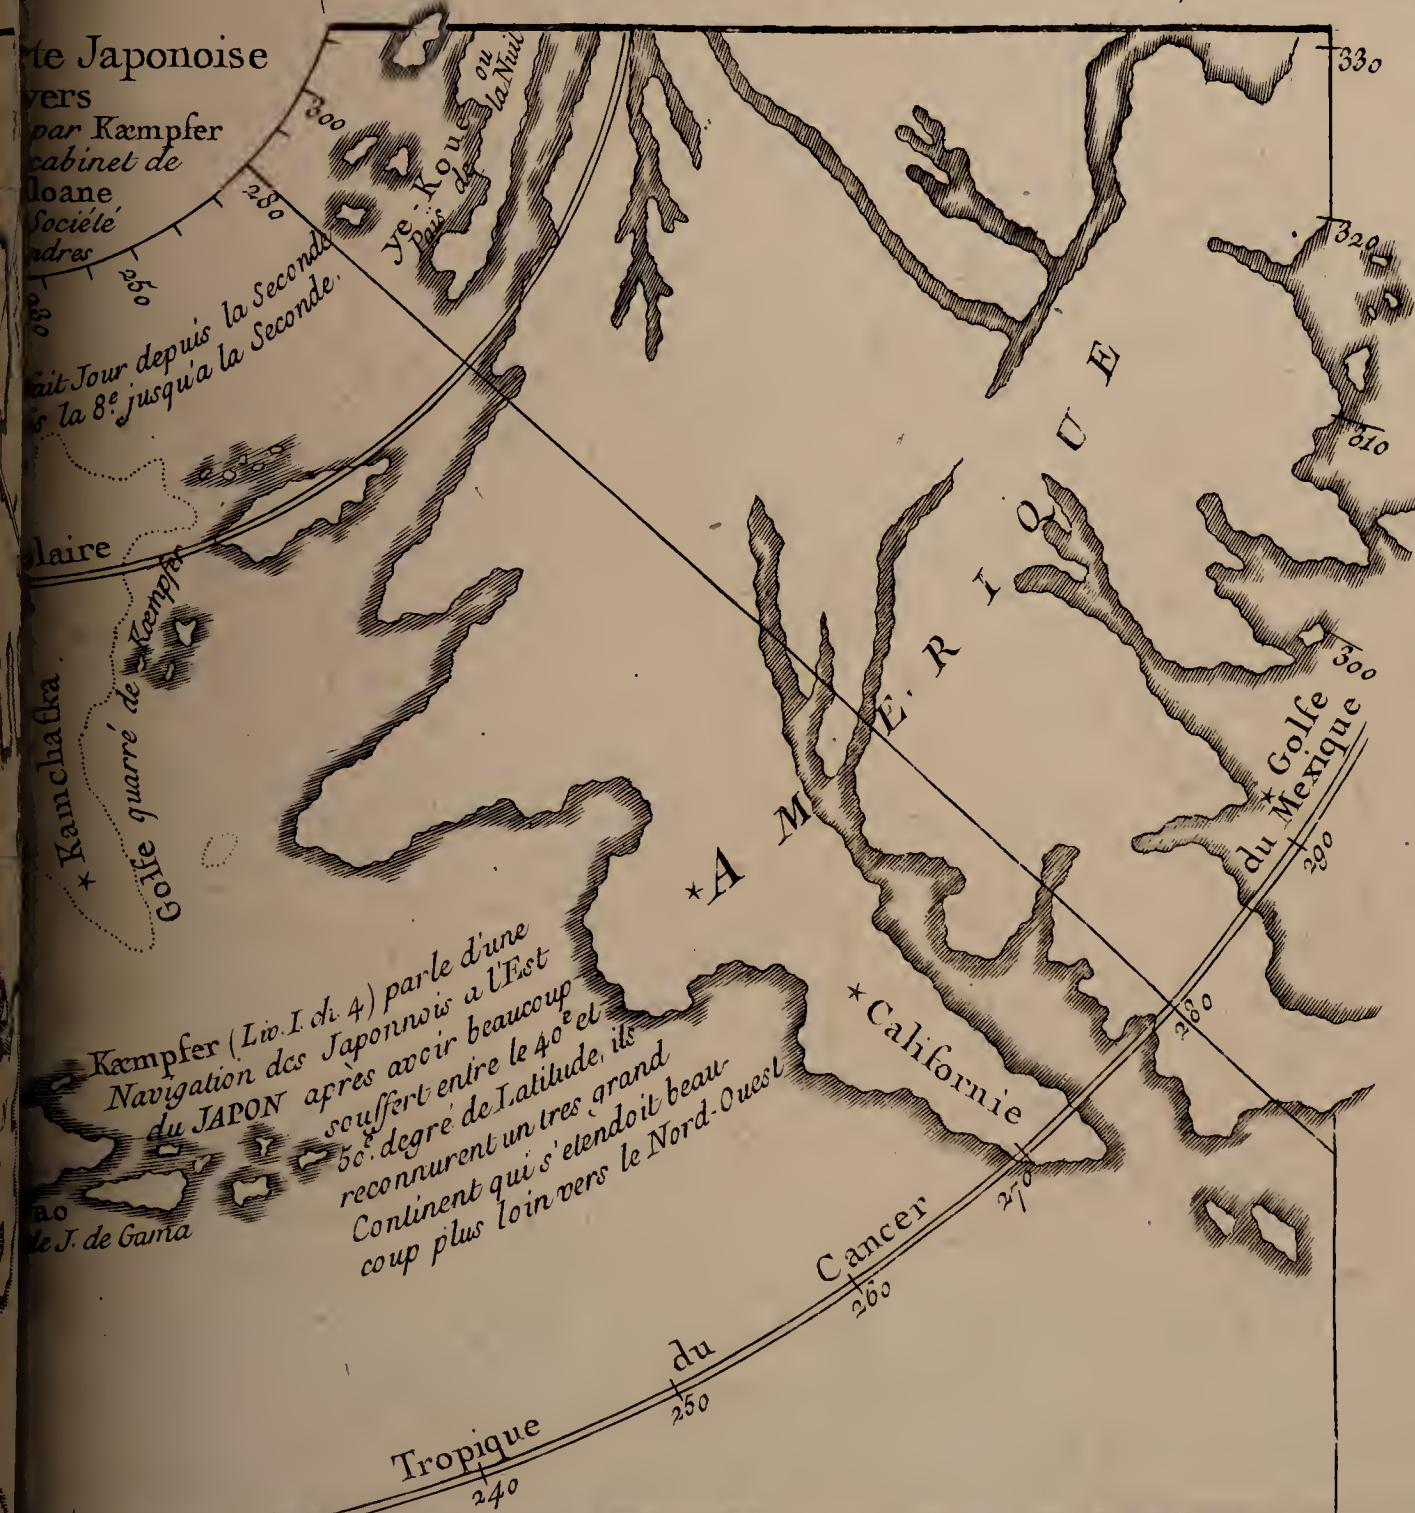 te Japonoise
vers
par Kæmpfer
cabinet de
loane
Société
ndres
300
280
250
230
ye-Koue ou
Païs de la Nuit
ait Jour depuis la Seconde
s la 8.e jusqu'a la Seconde.
laire
* Kamchatka.
Golfe quarré de Kæmpfer
330
320
310
300
* AMERIQUE
* Golfe
du Mexique
290
280
* Californie
Kæmpfer (Liv. I. ch. 4) parle d'une
Navigation des Japonnois a l'Est
du JAPON après avoir beaucoup
souffert entre le 40e et
50e. degré de Latitude, ils
reconnurent un tres grand
Continent qui s'etendoit beau-
coup plus loin vers le Nord-Ouest
ao
de J. de Gama
Tropique du Cancer
240
250
260
270